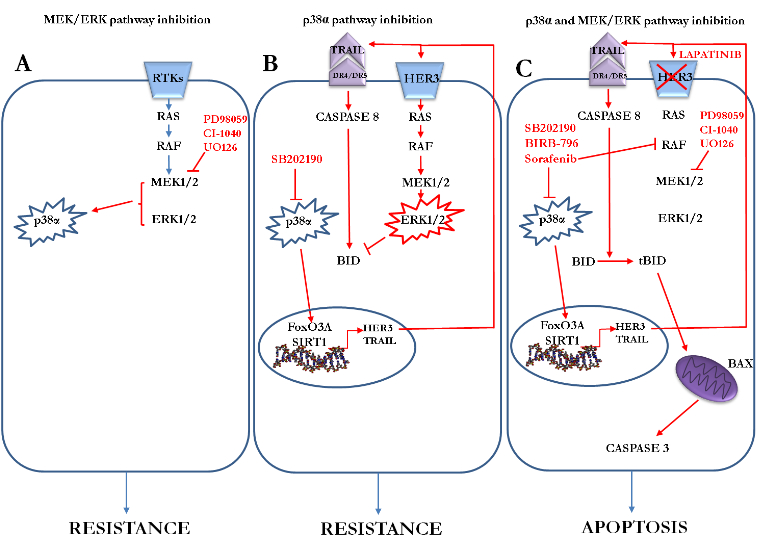 MEK/ERK pathway inhibition
A
RTKs
RAS
RAF
MEK1/2
ERK1/2
PD98059
CI-1040
UO126
p38α
RESISTANCE
p38α pathway inhibition
B
TRAIL
DR4/DR5
HER3
CASPASE 8
RAS
RAF
MEK1/2
ERK1/2
SB202190
p38α
BID
FoxO3A
SIRT1
HER3
TRAIL
RESISTANCE
p38α and MEK/ERK pathway inhibition
C
TRAIL
DR4/DR5
LAPATINIB
HER3
CASPASE 8
RAS
RAF
MEK1/2
ERK1/2
PD98059
CI-1040
UO126
SB202190
BIRB-796
Sorafenib
p38α
BID
tBID
FoxO3A
SIRT1
HER3
TRAIL
BAX
CASPASE 3
APOPTOSIS